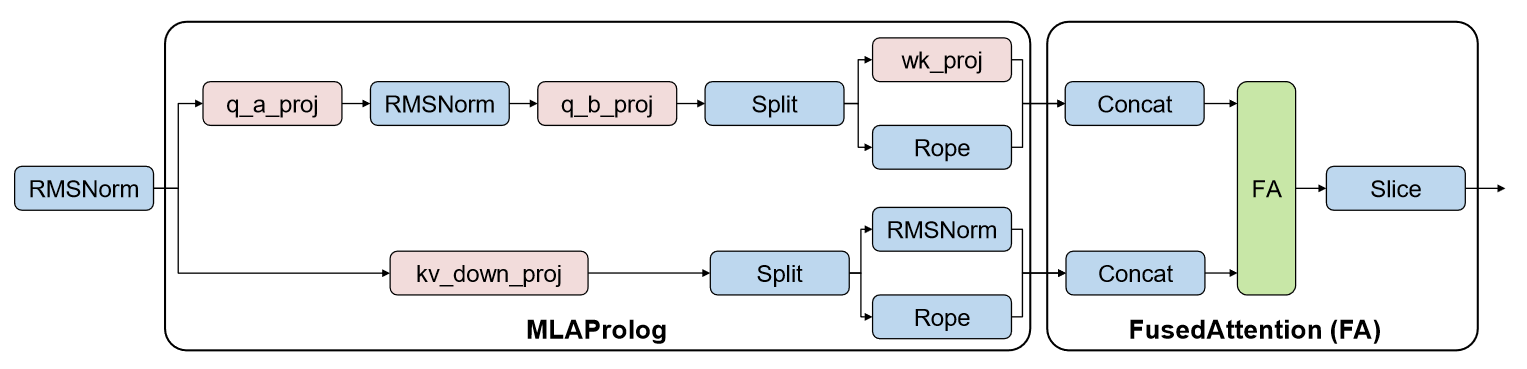 RMSNorm
q_a_proj
RMSNorm
q_b_proj
Split
wk_proj
Rope
kv_down_proj
Split
RMSNorm
Rope
MLAProlog
Concat
Concat
FA
Slice
FusedAttention (FA)